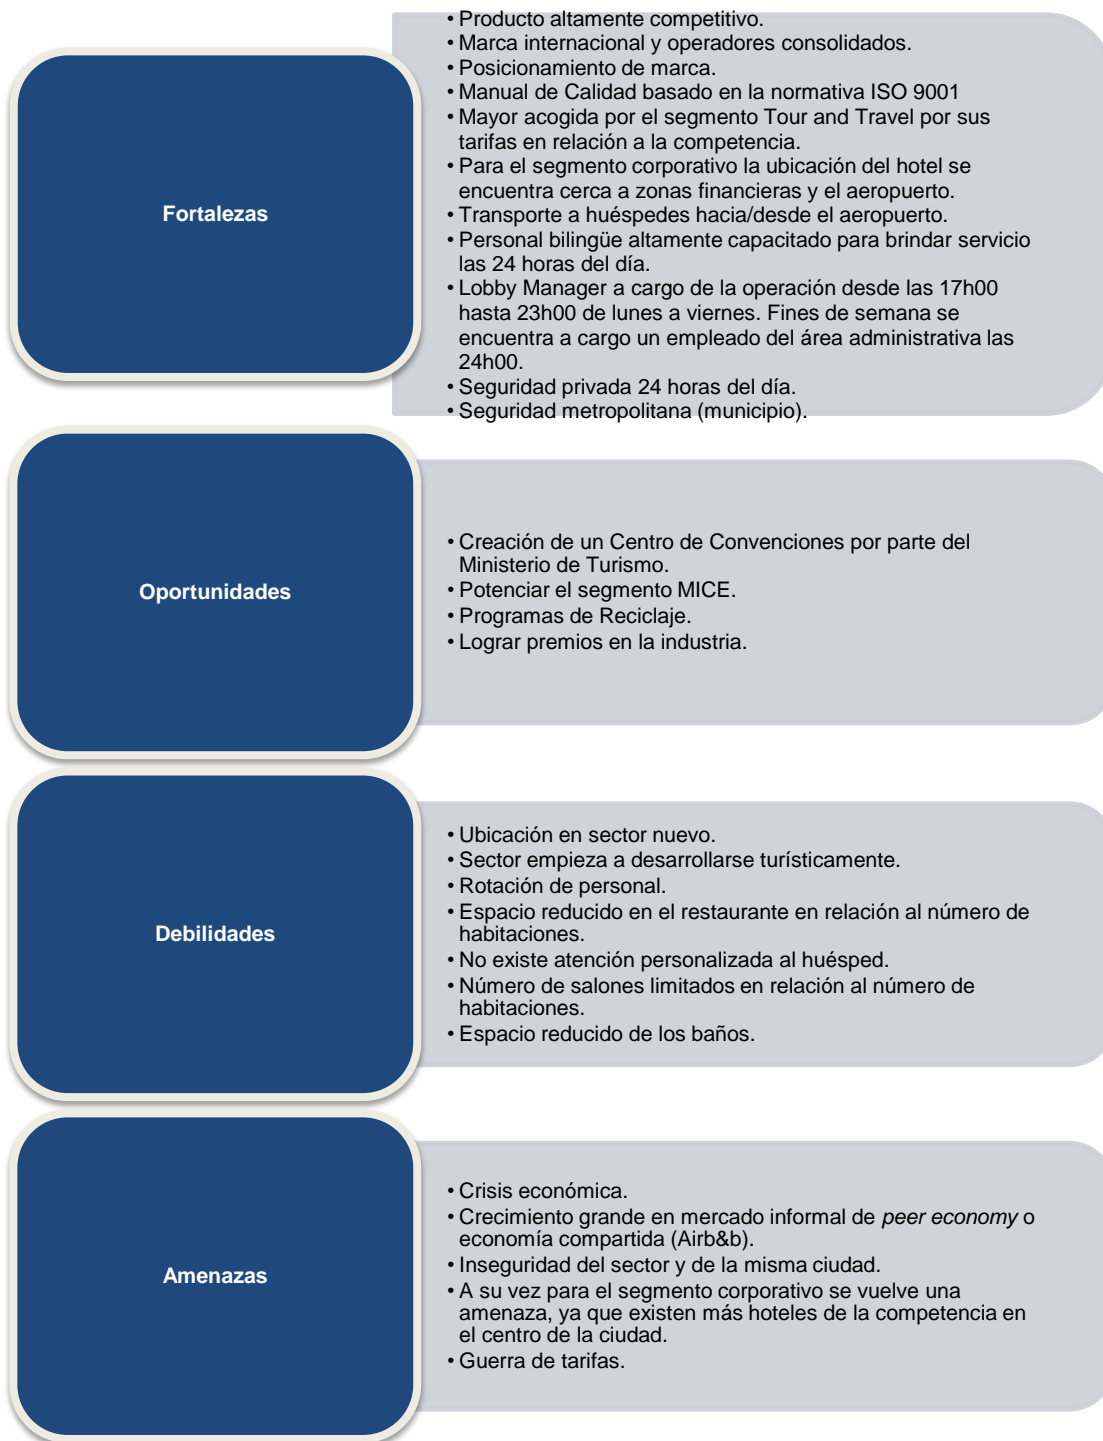 Fortalezas
• Producto altamente competitivo.
• Marca internacional y operadores consolidados.
• Posicionamiento de marca.
• Manual de Calidad basado en la normativa ISO 9001
• Mayor acogida por el segmento Tour and Travel por sus
tarifas en relación a la competencia.
• Para el segmento corporativo la ubicación del hotel se
encuentra cerca a zonas financieras y el aeropuerto.
• Transporte a huéspedes hacia/desde el aeropuerto.
• Personal bilingüe altamente capacitado para brindar servicio
las 24 horas del día.
• Lobby Manager a cargo de la operación desde las 17h00
hasta 23h00 de lunes a viernes. Fines de semana se
encuentra a cargo un empleado del área administrativa las
24h00.
• Seguridad privada 24 horas del día.
• Seguridad metropolitana (municipio).
Oportunidades
• Creación de un Centro de Convenciones por parte del
Ministerio de Turismo.
• Potenciar el segmento MICE.
• Programas de Reciclaje.
• Lograr premios en la industria.
Debilidades
• Ubicación en sector nuevo.
• Sector empieza a desarrollarse turísticamente.
• Rotación de personal.
• Espacio reducido en el restaurante en relación al número de
habitaciones.
• No existe atención personalizada al huésped.
• Número de salones limitados en relación al número de
habitaciones.
• Espacio reducido de los baños.
Amenazas
• Crisis económica.
• Crecimiento grande en mercado informal de peer economy o
economía compartida (Airb&b).
• Inseguridad del sector y de la misma ciudad.
• A su vez para el segmento corporativo se vuelve una
amenaza, ya que existen más hoteles de la competencia en
el centro de la ciudad.
• Guerra de tarifas.